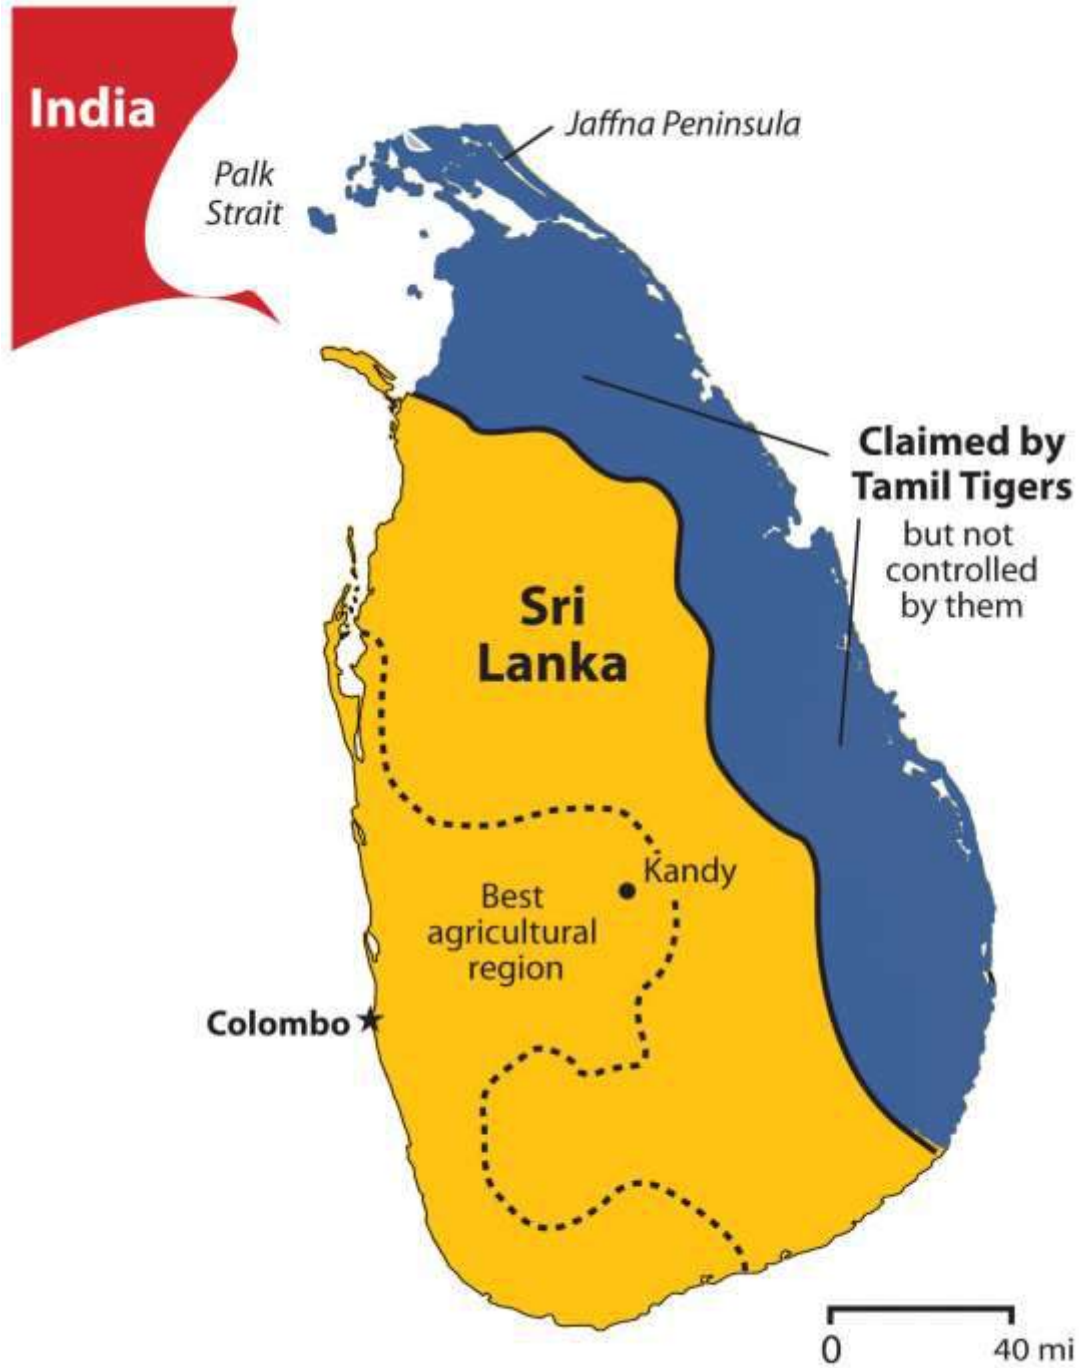 India
Jaffna Peninsula
Palk
Strait
Claimed by
Tamil Tigers
but not
controlled
by them
Sri
Lanka
Kandy
Best
agricultural
region
Colombo
0
40 mi